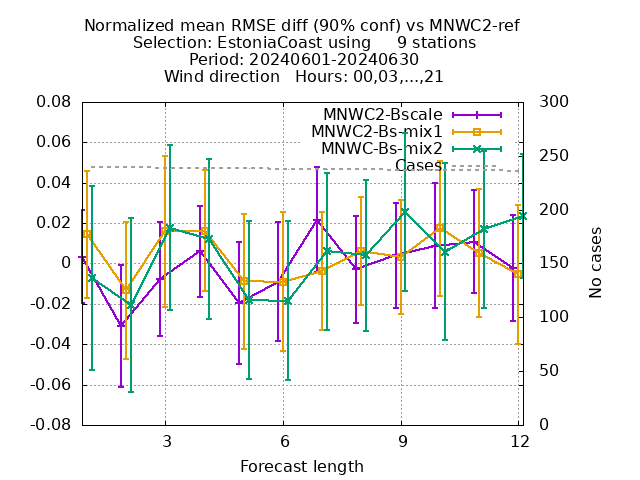 Normalized mean RMSE diff (90% conf) vs MNWC2-ref
Selection: EstoniaCoast using 9 stations
Period: 20240601-20240630
Wind direction Hours: 00,03,...,21
MNWC2-Bscale
MNWC2-Bs-mix1
MNWC-Bs-mix2
Cases
0.08
0.06
0.04
0.02
0
-0.02
-0.04
-0.06
-0.08
300
250
200
150
100
50
0
No cases
3
6
9
12
Forecast length